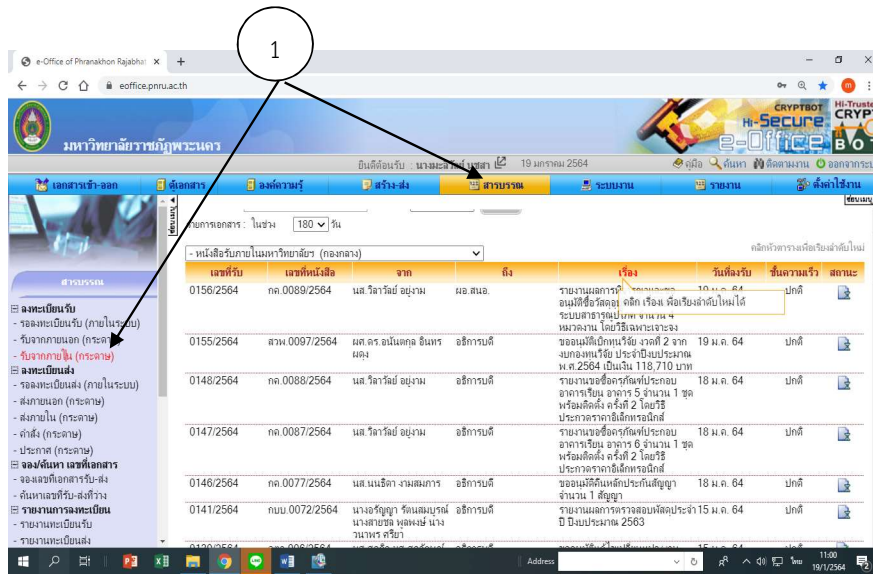 1
e-Office of Phranakhon Rajabhat
eoffice.pnru.ac.th
มหาวิทยาลัยราชภัฏพระนคร
CRYPTBOT
Hi-Secure
e-Office
Hi-Truste
CRYP
BOT
ยินดีต้อนรับ : นางมะลิวัลย์ 19 มกราคม 2564 คู่มือ ค้นหา ติดตามงาน ออกจากระบ
เอกสารเข้า-ออก ตู้เอกสาร องค์ความรู้ สร้าง-ส่ง สารบรรณ ระบบงาน รายงาน ตั้งค่าใช้งาน
ซ่อนเมนู
ซ่อนเมนู
รายการเอกสาร : ในช่วง 180 วัน
- หนังสือรับภายในมหาวิทยาลัยฯ (กองกลาง)
คลิกหัวตารางเพื่อเรียงลำดับใหม่
เลขที่รับ เลขที่หนังสือ จาก ถึง เรื่อง วันที่ลงรับ ชั้นความเร็ว สถานะ
0156/2564 กค.0089/2564 นส.วิลาวัลย์ อยู่งาม ผอ.สนอ. 19 ม.ค. 64 ปกติ
คลิก เรื่อง เพื่อเรียงลำดับใหม่ได้
ระบบสาธารณูปโภค จำนวน 4
หมวดงาน โดยวิธีเฉพาะเจาะจง
0155/2564 สวพ.0097/2564 ผศ.ดร.อนันตกุล อินทรผดุง อธิการบดี ขออนุมัติเบิกทุนวิจัย งวดที่ 2 จาก 19 ม.ค. 64 ปกติ
งบกองทุนวิจัย ประจำปีงบประมาณ
พ.ศ.2564 เป็นเงิน 118,710 บาท
0148/2564 กค.0088/2564 นส.วิลาวัลย์ อยู่งาม อธิการบดี รายงานขอซื้อครุภัณฑ์ประกอบ 18 ม.ค. 64 ปกติ
อาคารเรียน อาคาร 5 จำนวน 1 ชุด
พร้อมติดตั้ง ครั้งที่ 2 โดยวิธี
ประกวดราคาอิเล็กทรอนิกส์
0147/2564 กค.0087/2564 นส.วิลาวัลย์ อยู่งาม อธิการบดี รายงานขอซื้อครุภัณฑ์ประกอบ 18 ม.ค. 64 ปกติ
อาคารเรียน อาคาร 6 จำนวน 1 ชุด
พร้อมติดตั้ง ครั้งที่ 2 โดยวิธี
ประกวดราคาอิเล็กทรอนิกส์
0146/2564 กค.0077/2564 นส.นนธิดา งามสมการ อธิการบดี ขออนุมัติคืนหลักประกันสัญญา 18 ม.ค. 64 ปกติ
จำนวน 1 สัญญา
0141/2564 กบบ.0072/2564 นางอรัญญา รัตนสมบูรณ์ อธิการบดี รายงานผลการตรวจสอบพัสดุประจำ 15 ม.ค. 64 ปกติ
นางสายชล พูลพงษ์ นาง ปี ปีงบประมาณ 2563
วนาพร ศรียา
สารบรรณ
ลงทะเบียนรับ
- รอลงทะเบียนรับ (ภายในระบบ)
- รับจากภายนอก (กระดาษ)
- รับจากภายใน (กระดาษ)
ลงทะเบียนส่ง
- รอลงทะเบียนส่ง (ภายในระบบ)
- ส่งภายนอก (กระดาษ)
- ส่งภายใน (กระดาษ)
- คำสั่ง (กระดาษ)
- ประกาศ (กระดาษ)
จอง/ค้นหา เลขที่เอกสาร
- จองเลขที่เอกสารรับ-ส่ง
- ค้นหาเลขที่รับ-ส่งที่ว่าง
รายงานการลงทะเบียน
- รายงานทะเบียนรับ
- รายงานทะเบียนส่ง
Address
ไทย
11:00
19/1/2564